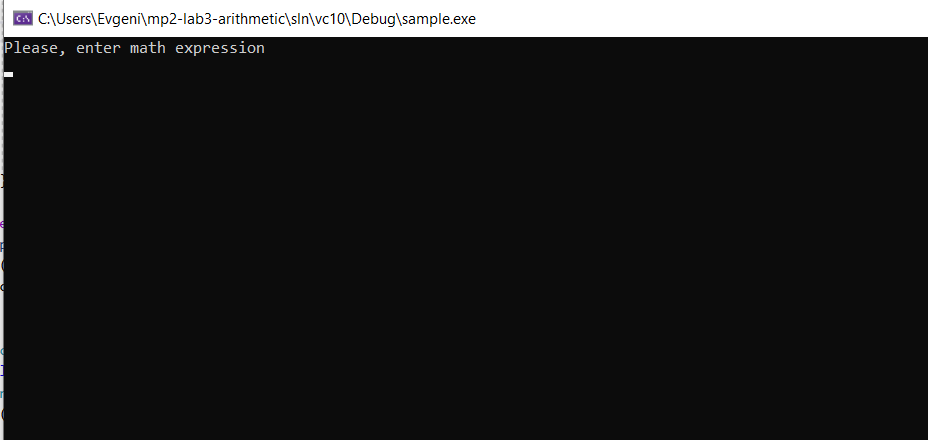 C:\Users\Evgeni\mp2-lab3-arithmetic\sln\vc10\Debug\sample.exe
Please, enter math expression